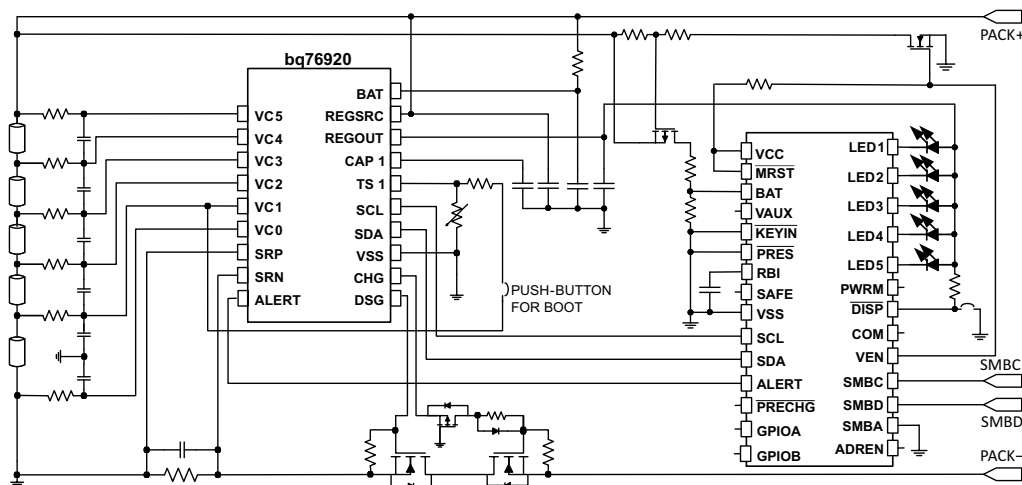 PACK+
bq76920
VC5
VC4
VC3
VC2
VC1
VC0
SRP
SRN
ALERT
BAT
REGSRC
REGOUT
CAP 1
TS 1
SCL
SDA
VSS
CHG
DSG
PUSH-BUTTON
FOR BOOT
VCC
MRST
BAT
VAUX
KEYIN
PRES
RBI
SAFE
VSS
SCL
SDA
ALERT
PRECHG
GPIOA
GPIOB
LED1
LED2
LED3
LED4
LED5
PWRM
DISP
COM
VEN
SMBC
SMBD
SMBA
ADREN
SMBC
SMBD
PACK–